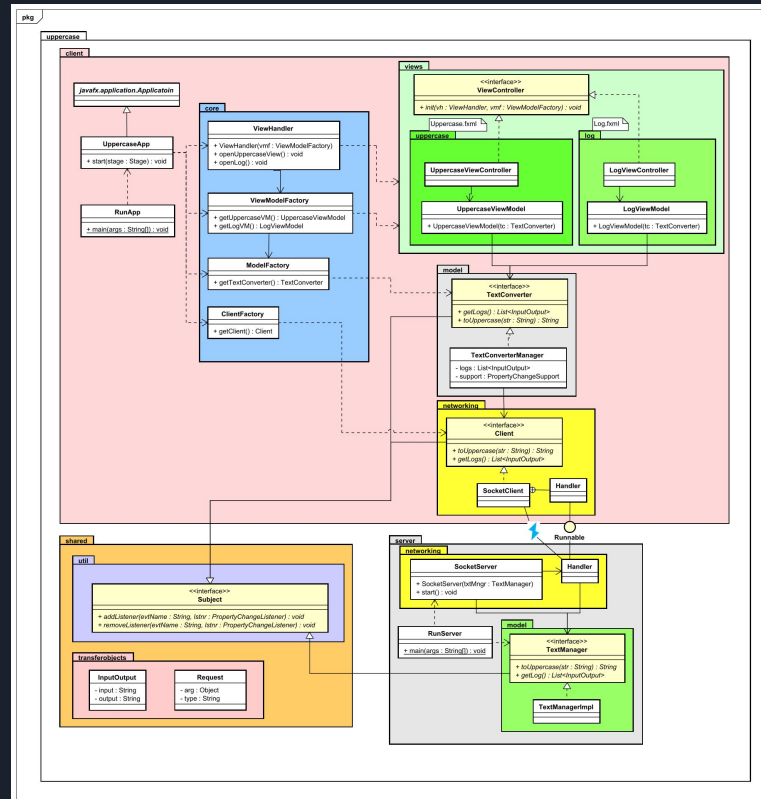 pkg
uppercase
client
javafx.application.Applicatoin
UppercaseApp
+ start(stage : Stage) : void
RunApp
+ main(args : String[]) : void
core
ViewHandler
+ ViewHandler(vmf : ViewModelFactory)
+ openUppercaseView() : void
+ openLog() : void
ViewModelFactory
+ getUppercaseVM() : UppercaseViewModel
+ getLogVM() : LogViewModel
ModelFactory
+ getTextConverter() : TextConverter
ClientFactory
+ getClient() : Client
views
<<interface>>
ViewController
+ init(vh : ViewHandler, vmf : ViewModelFactory) : void
Uppercase.fxml
Log.fxml
uppercase
UppercaseViewController
UppercaseViewModel
+ UppercaseViewModel(tc : TextConverter)
log
LogViewController
LogViewModel
+ LogViewModel(tc : TextConverter)
model
<<interface>>
TextConverter
+ getLogs() : List<InputOutput>
+ toUppercase(str : String) : String
TextConverterManager
- logs : List<InputOutput>
- support : PropertyChangeSupport
networking
<<interface>>
Client
+ toUppercase(str : String) : String
+ getLogs() : List<InputOutput>
SocketClient
Handler
Runnable
shared
util
<<interface>>
Subject
+ addListener(evtName : String, lstnr : PropertyChangeListener) : void
+ removeListener(evtName : String, lstnr : PropertyChangeListener) : void
transferobjects
InputOutput
- input : String
- output : String
Request
- arg : Object
- type : String
server
networking
SocketServer
+ SocketServer(txtMngr : TextManager)
+ start() : void
Handler
RunServer
+ main(args : String[]) : void
model
<<interface>>
TextManager
+ toUppercase(str : String) : String
+ getLog() : List<InputOutput>
TextManagerImpl